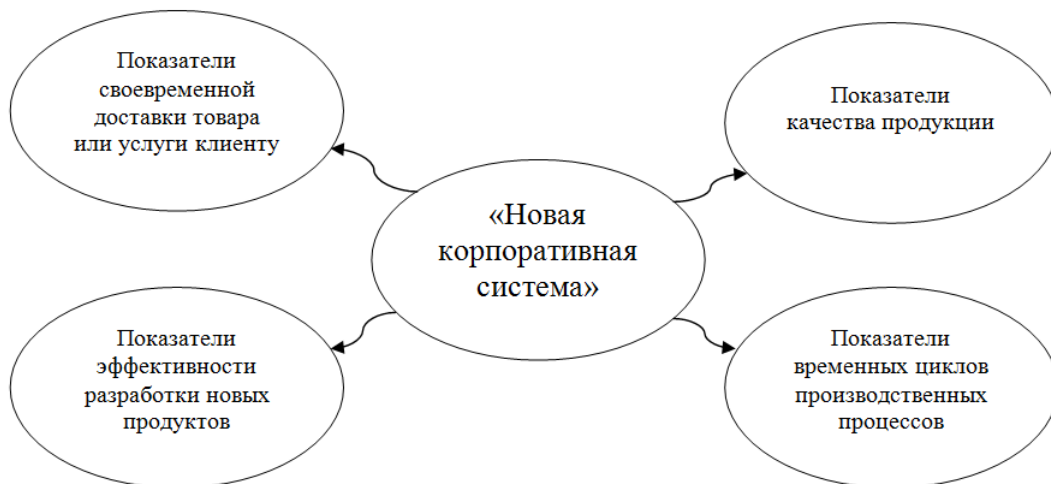 Показатели
своевременной
доставки товара
или услуги клиенту
Показатели
качества продукции
«Новая
корпоративная
система»
Показатели
эффективности
разработки новых
продуктов
Показатели
временных циклов
производственных
процессов